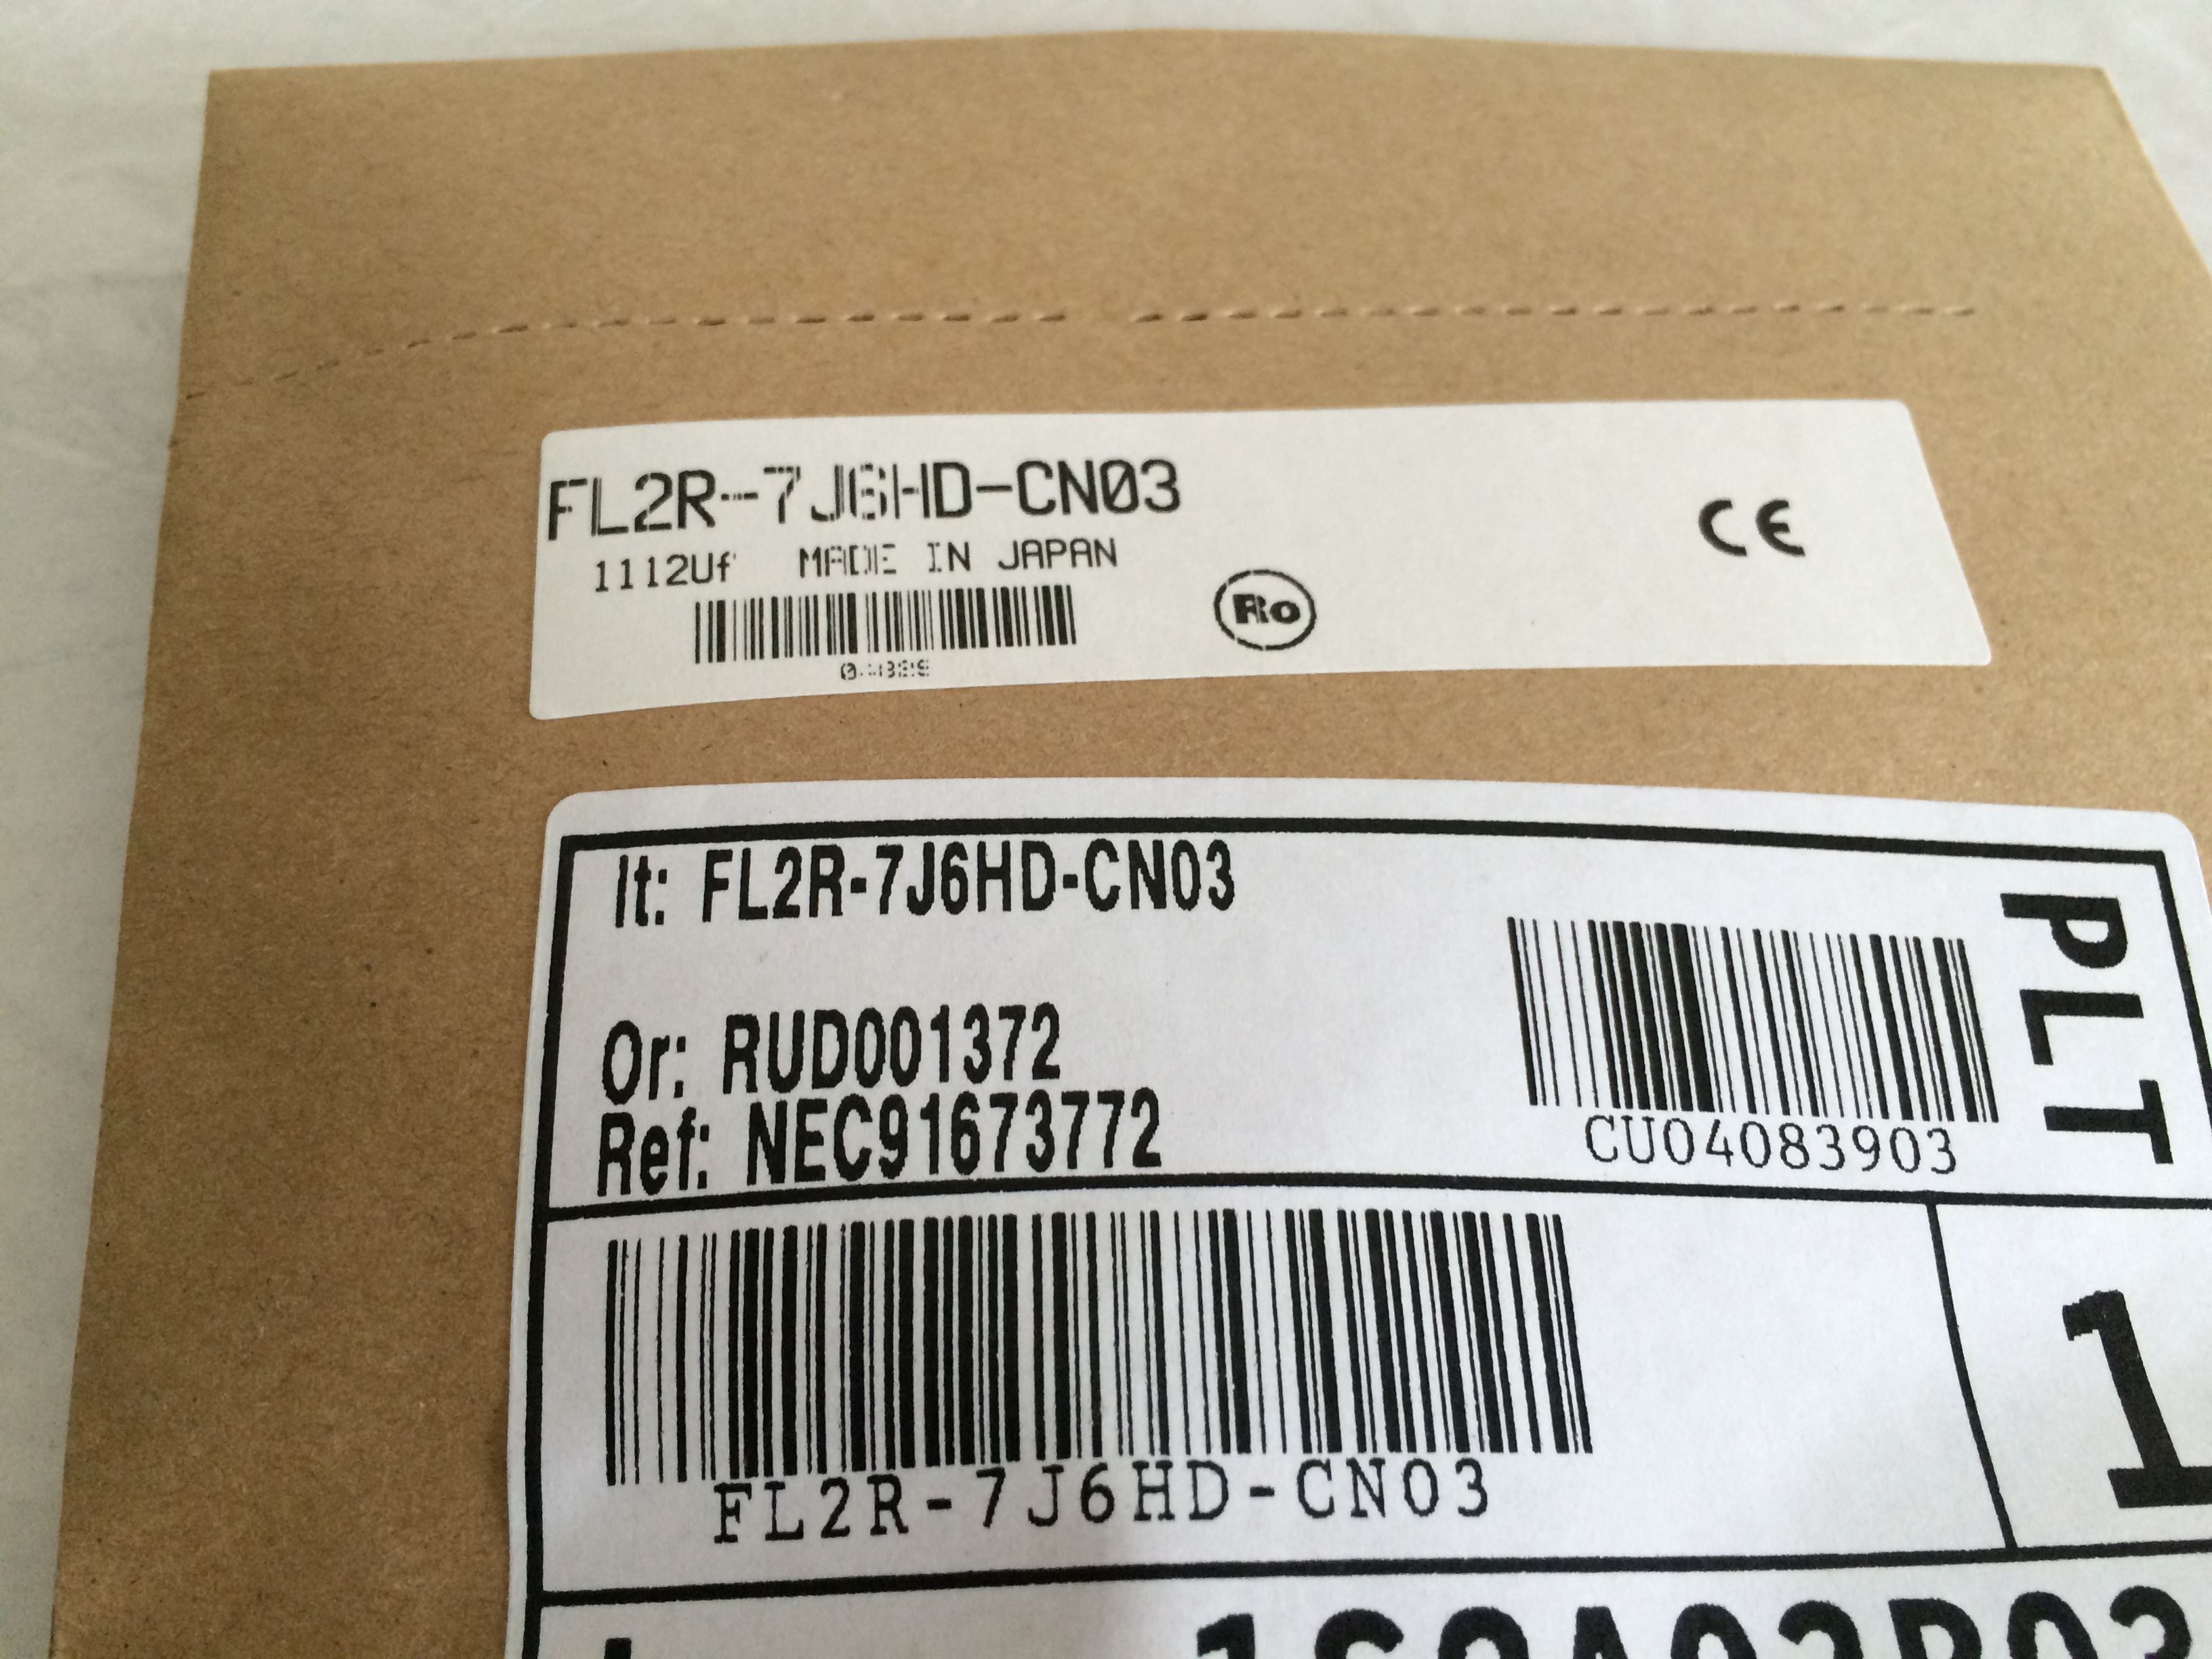 FL2R-7J6HD-CN03
1112Uf MADE IN JAPAN
Ro
CE
It: FL2R-7J6HD-CN03
Or: RUD001372
Ref: NEC91673772
CU04083903
PLT
FL2R-7J6HD-CN03
1